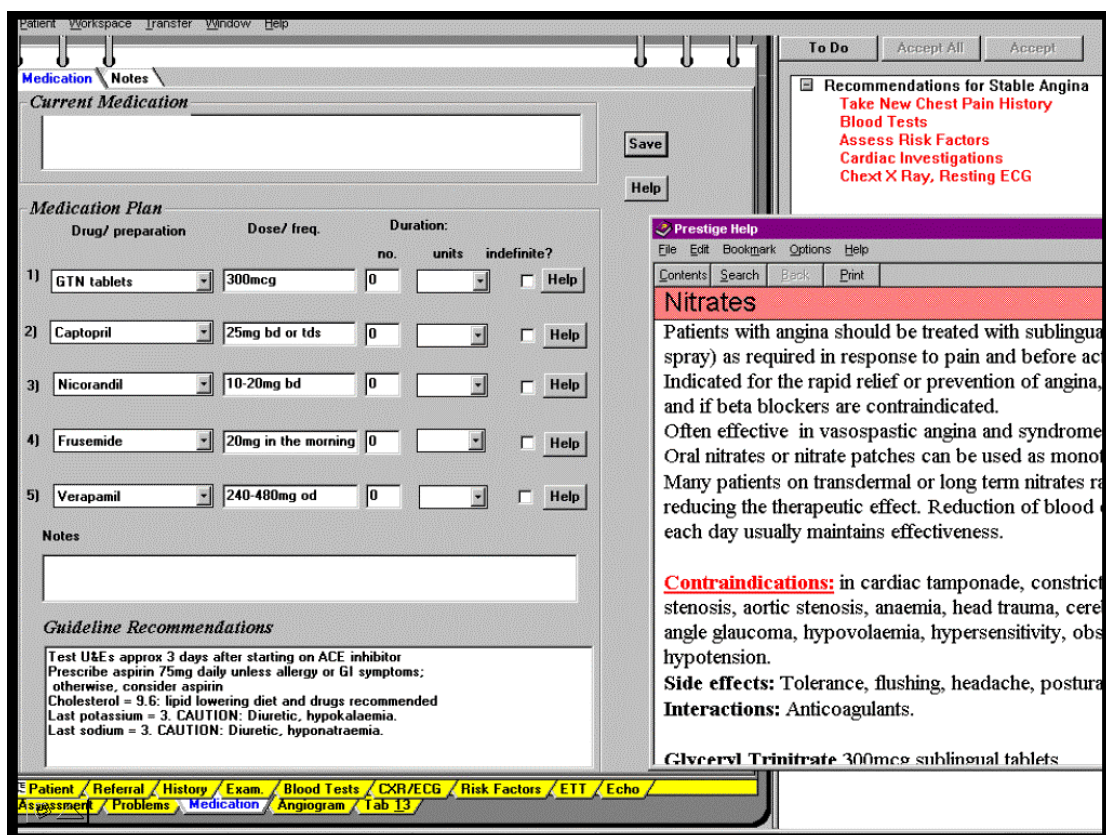 Patient Workspace Transfer Window Help
Medication Notes
Current Medication
Save
Help
Medication Plan
Drug/ preparation Dose/ freq. Duration:
no. units indefinite?
1) GTN tablets 300mcg 0 Help
2) Captopril 25mg bd or tds 0 Help
3) Nicorandil 10-20mg bd 0 Help
4) Frusemide 20mg in the morning 0 Help
5) Verapamil 240-480mg od 0 Help
Notes
Guideline Recommendations
Test U&Es approx 3 days after starting on ACE inhibitor
Prescribe aspirin 75mg daily unless allergy or GI symptoms;
otherwise, consider aspirin
Cholesterol = 9.6: lipid lowering diet and drugs recommended
Last potassium = 3. CAUTION: Diuretic, hypokalaemia.
Last sodium = 3. CAUTION: Diuretic, hyponatraemia.
Patient Referral History Exam. Blood Tests CXR/ECG Risk Factors ETT Echo
Assessment Problems Medication Angiogram Tab 13
To Do Accept All Accept
Recommendations for Stable Angina
Take New Chest Pain History
Blood Tests
Assess Risk Factors
Cardiac Investigations
Chext X Ray, Resting ECG
Prestige Help
File Edit Bookmark Options Help
Contents Search Back Print
Nitrates
Patients with angina should be treated with sublingua
spray) as required in response to pain and before ac
Indicated for the rapid relief or prevention of angina,
and if beta blockers are contraindicated.
Often effective in vasospastic angina and syndrome
Oral nitrates or nitrate patches can be used as monot
Many patients on transdermal or long term nitrates ra
reducing the therapeutic effect. Reduction of blood
each day usually maintains effectiveness.
Contraindications: in cardiac tamponade, constrict
stenosis, aortic stenosis, anaemia, head trauma, cere
angle glaucoma, hypovolaemia, hypersensitivity, obs
hypotension.
Side effects: Tolerance, flushing, headache, postura
Interactions: Anticoagulants.
Glyceryl Trinitrate 300mcg sublingual tablets